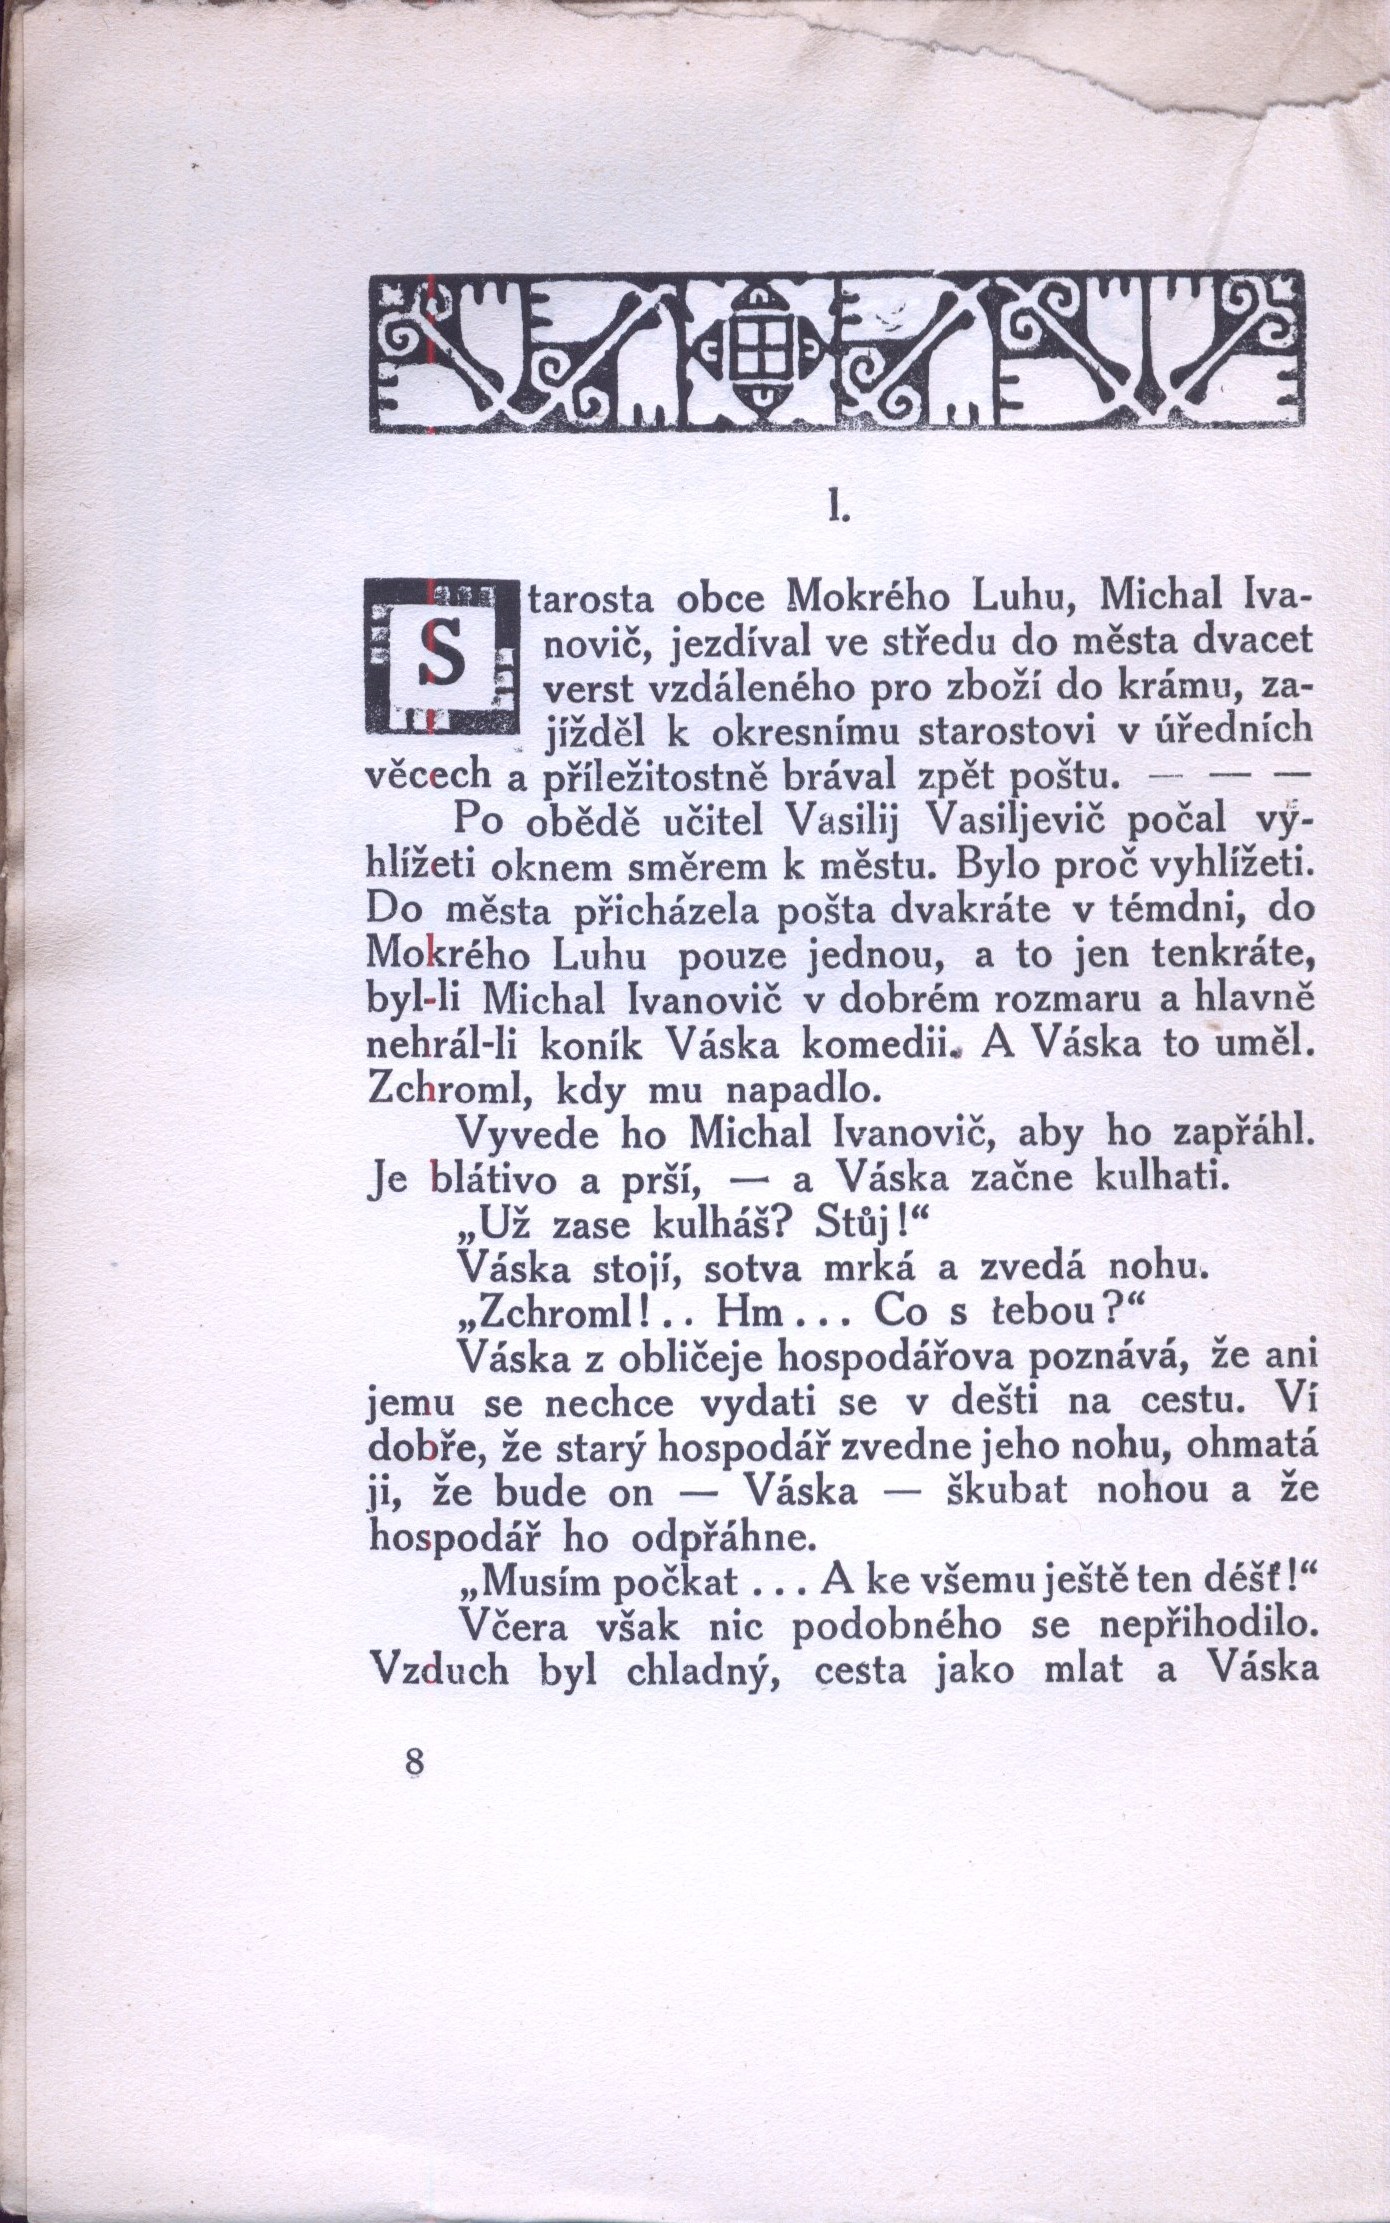 I.
Starosta obce Mokrého Luhu, Michal Iva-
novič, jezdíval ve středu do města dvacet
verst vzdáleného pro zboží do krámu, za-
jížděl k okresnímu starostovi v úředních
věcech a příležitostně brával zpět poštu. — — —
Po obědě učitel Vasilij Vasiljevič počal vy-
hlížeti oknem směrem k městu. Bylo proč vyhlížeti.
Do města přicházela pošta dvakráte v témdni, do
Mokrého Luhu pouze jednou, a to jen tenkráte,
byl-li Michal Ivanovič v dobrém rozmaru a hlavně
nehrál-li koník Váska komedii. A Váska to uměl.
Zchroml, kdy mu napadlo.
Vyvede ho Michal Ivanovič, aby ho zapřáhl.
Je blátivo a prší, — a Váska začne kulhati.
„Už zase kulháš? Stůj!“
Váska stojí, sotva mrká a zvedá nohu.
„Zchroml!.. Hm... Co s tebou?“
Váska z obličeje hospodářova poznává, že ani
jemu se nechce vydati se v dešti na cestu. Ví
dobře, že starý hospodář zvedne jeho nohu, ohmatá
ji, že bude on — Váska — škubat nohou a že
hospodář ho odpřáhne.
„Musím počkat... A ke všemu ještě ten déšť!“
Včera však nic podobného se nepřihodilo.
Vzduch byl chladný, cesta jako mlat a Váska
8